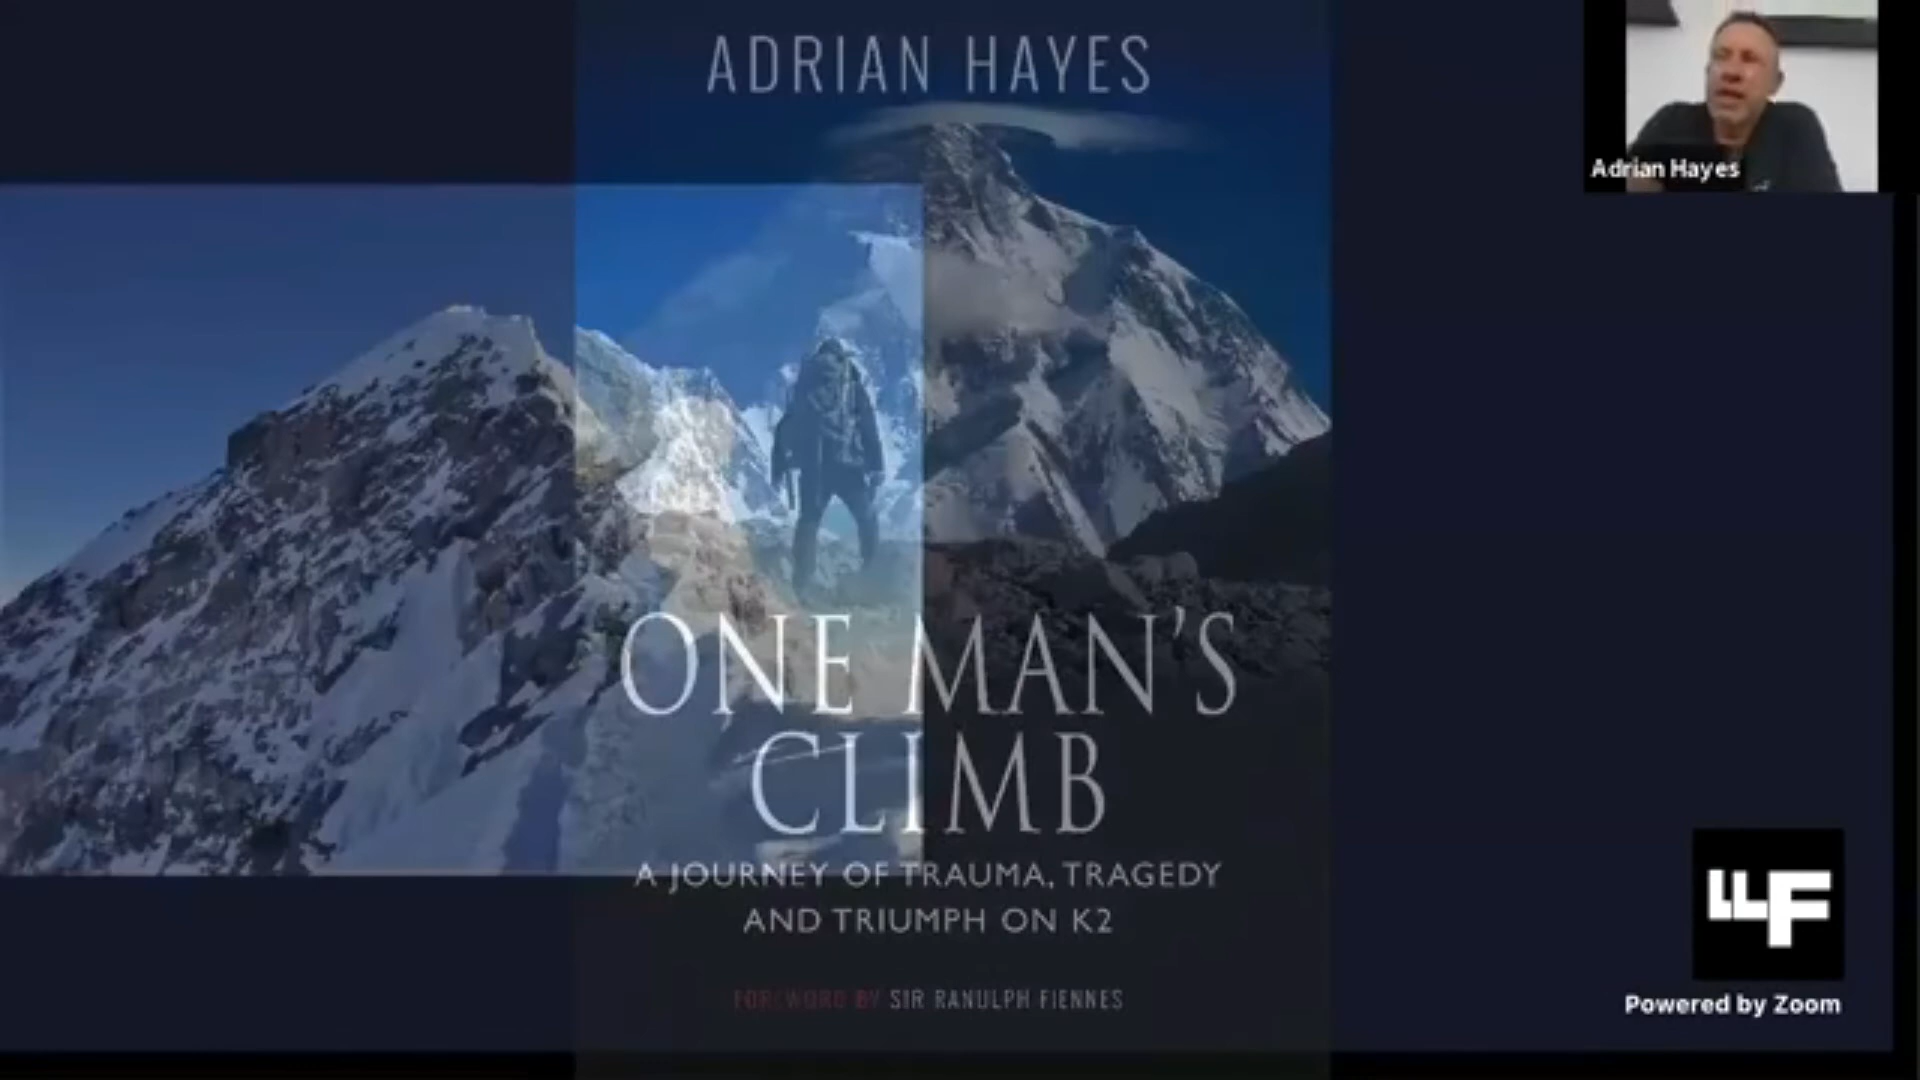 ADRIAN HAYES
Adrian Hayes
ONE MAN'S
CLIMB
A JOURNEY OF TRAUMA, TRAGEDY
AND TRIUMPH ON K2
FOREWORD BY SIR RANULPH FIENNES
LLF
Powered by Zoom